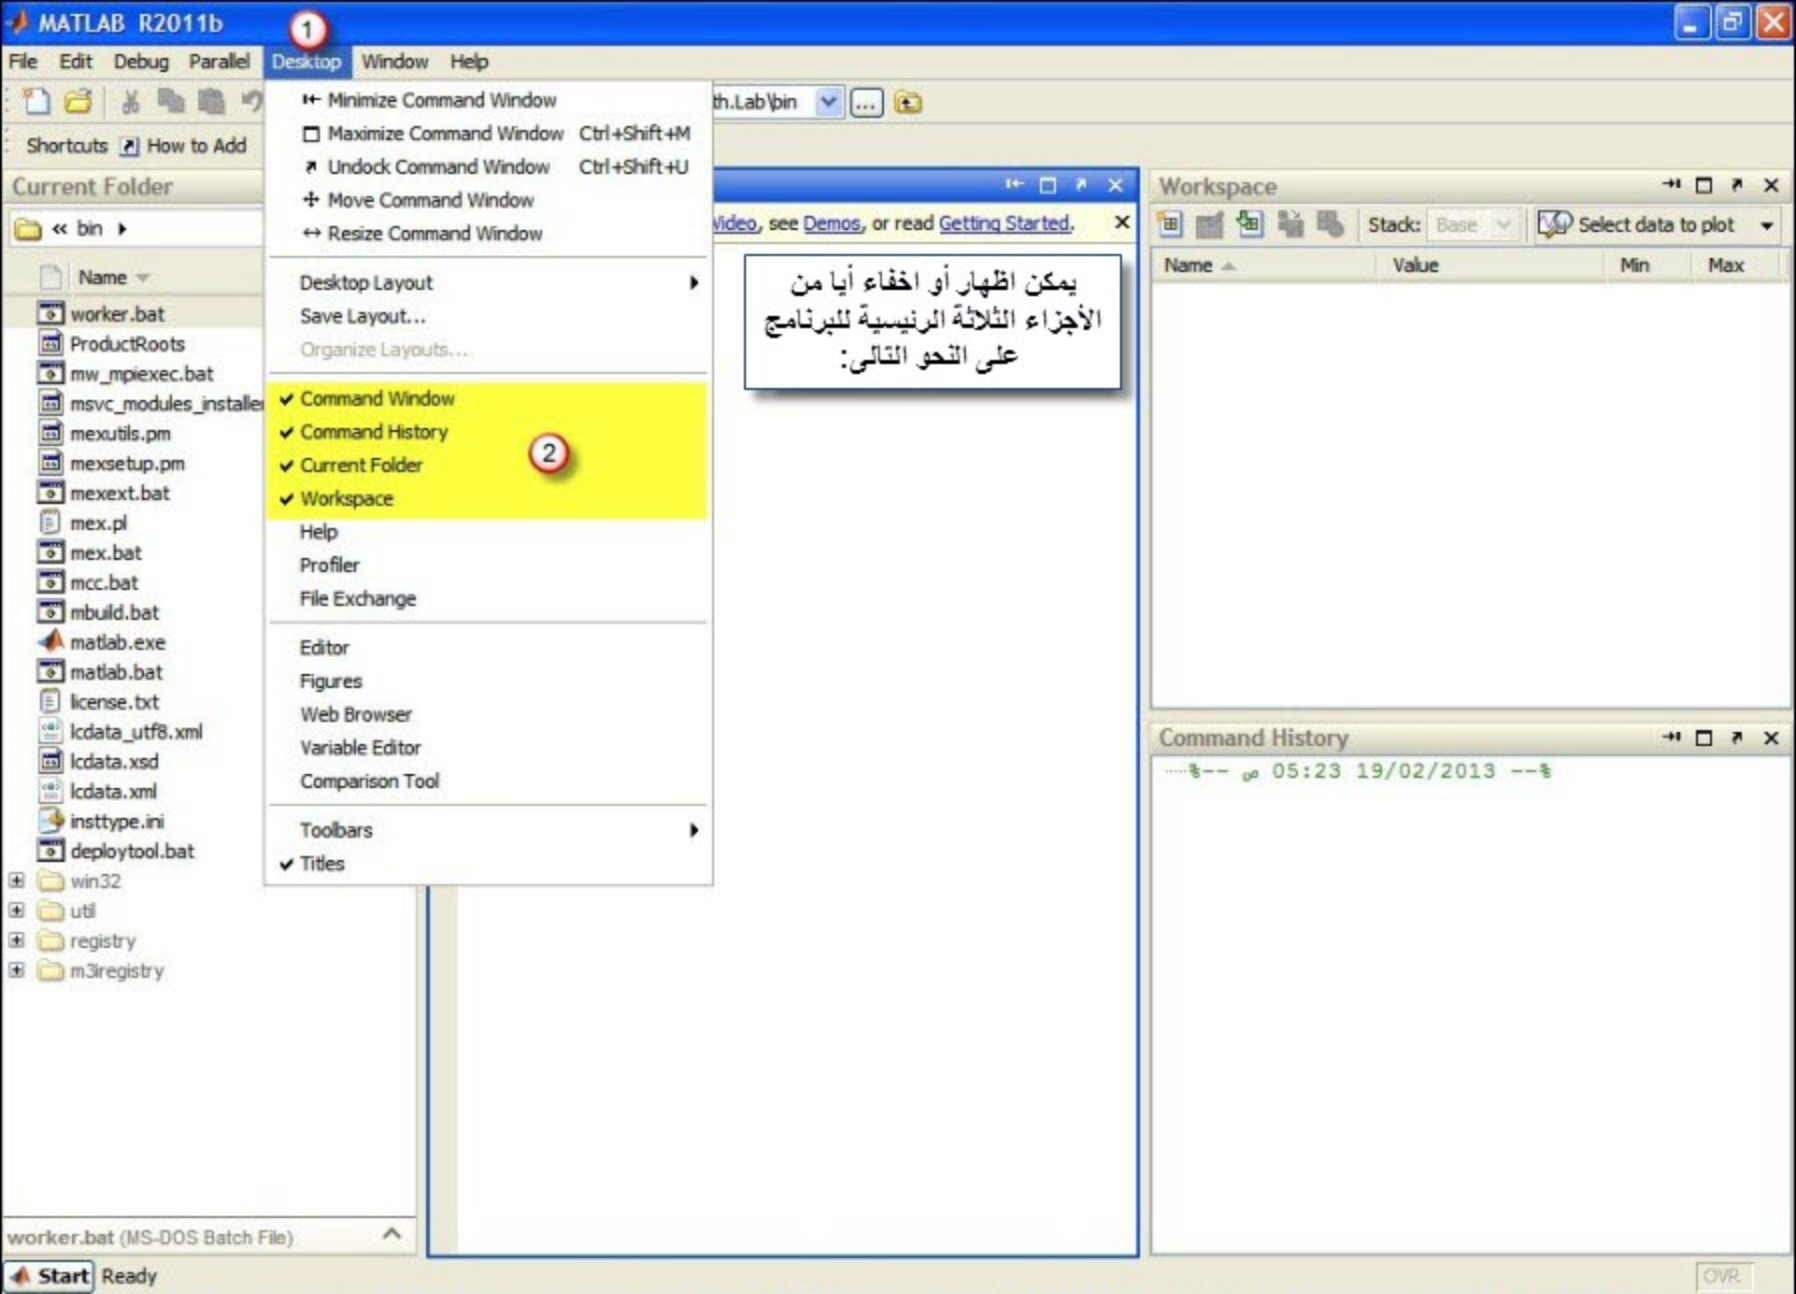 MATLAB R2011b
1
File Edit Debug Parallel Desktop Window Help
th.Lab\bin
...
Shortcuts How to Add
Minimize Command Window
Maximize Command Window Ctrl+Shift+M
Undock Command Window Ctrl+Shift+U
Move Command Window
Resize Command Window
Desktop Layout
Save Layout...
Organize Layouts...
Command Window
Command History
Current Folder
Workspace
2
Help
Profiler
File Exchange
Editor
Figures
Web Browser
Variable Editor
Comparison Tool
Toolbars
Titles
Current Folder
« bin
Name
worker.bat
ProductRoots
mw_mpiexec.bat
msvc_modules_installer
mexutils.pm
mexsetup.pm
mexext.bat
mex.pl
mex.bat
mcc.bat
mbuild.bat
matlab.exe
matlab.bat
license.txt
lcdata_utf8.xml
lcdata.xsd
lcdata.xml
insttype.ini
deploytool.bat
win32
util
registry
m3iregistry
worker.bat (MS-DOS Batch File)
Video, see Demos, or read Getting Started.
يمكن اظهار أو اخفاء أيا من
الأجزاء الثلاثة الرئيسية للبرنامج
على النحو التالى:
Workspace
Stack: Base Select data to plot
Name Value Min Max
Command History
%-- ص 05:23 19/02/2013 --%
Start Ready
OVR